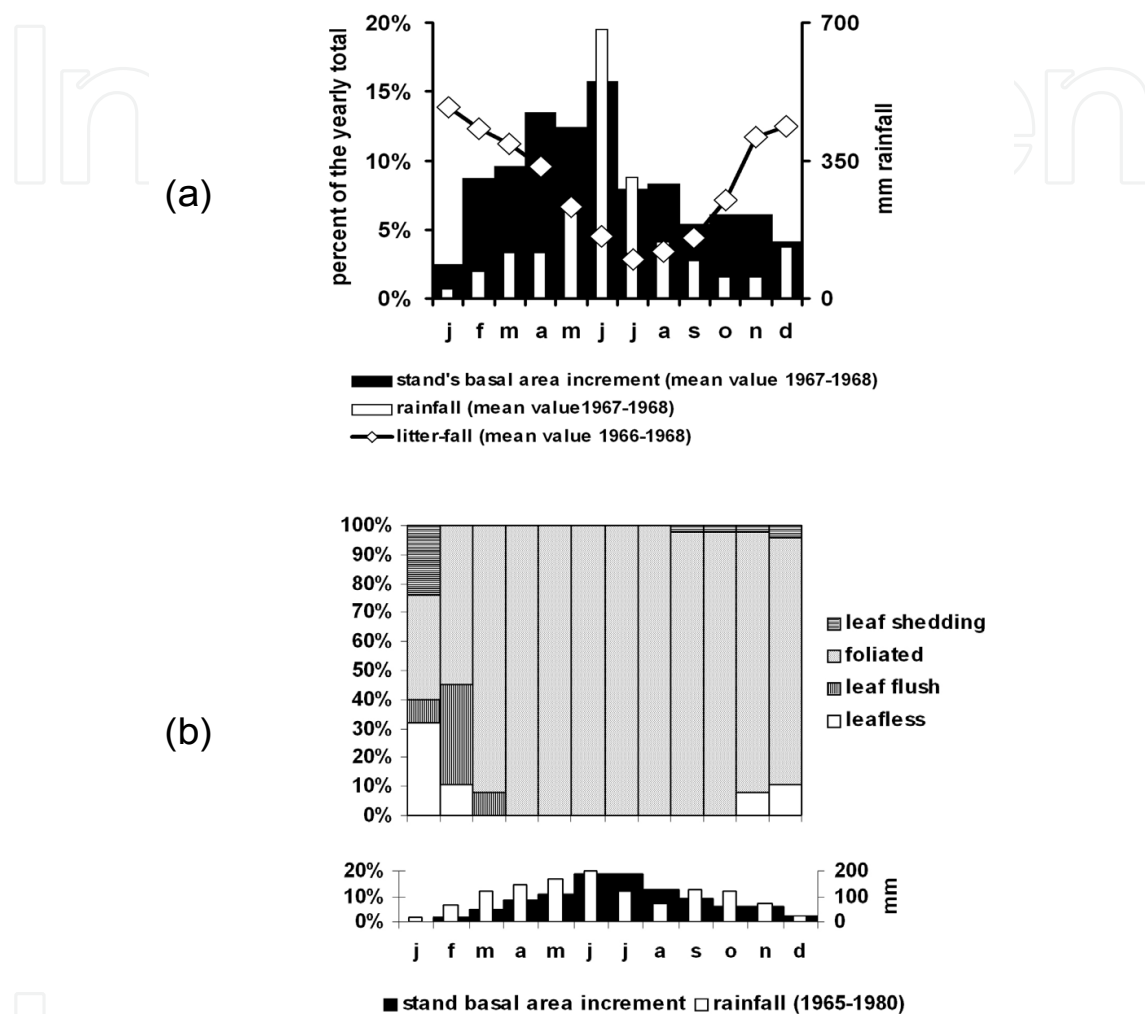 (a)
percent of the yearly total
20%
15%
10%
5%
0%
700
350
0
mm rainfall
j f m a m j j a s o n d
stand's basal area increment (mean value 1967-1968)
rainfall (mean value1967-1968)
litter-fall (mean value 1966-1968)
(b)
100%
90%
80%
70%
60%
50%
40%
30%
20%
10%
0%
leaf shedding
foliated
leaf flush
leafless
20%
10%
0%
200
100
0
mm
j f m a m j j a s o n d
stand basal area increment rainfall (1965-1980)